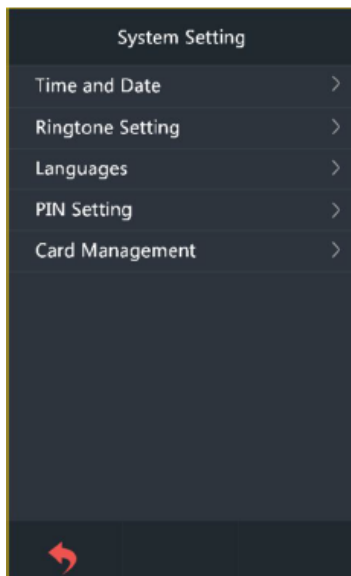 System Setting
Time and Date
Ringtone Setting
Languages
PIN Setting
Card Management